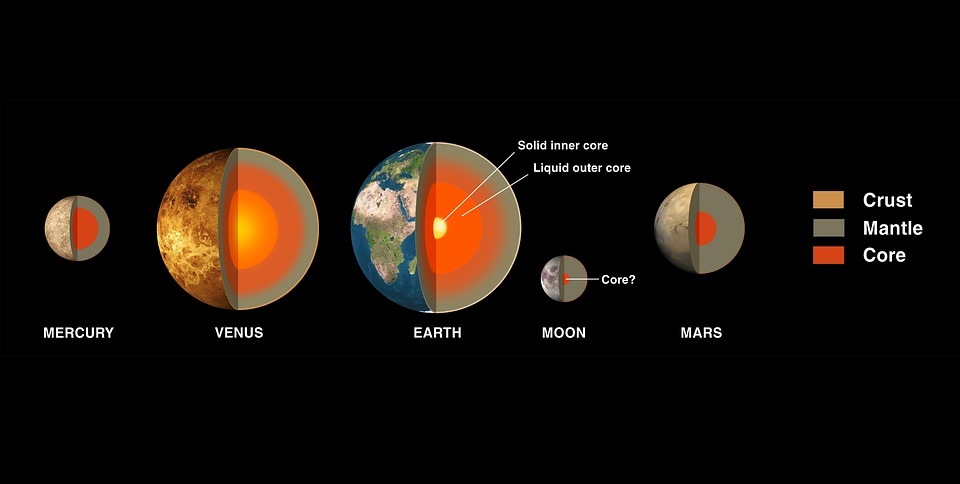 Solid inner core
Liquid outer core
Core?
MERCURY
VENUS
EARTH
MOON
MARS
Crust
Mantle
Core